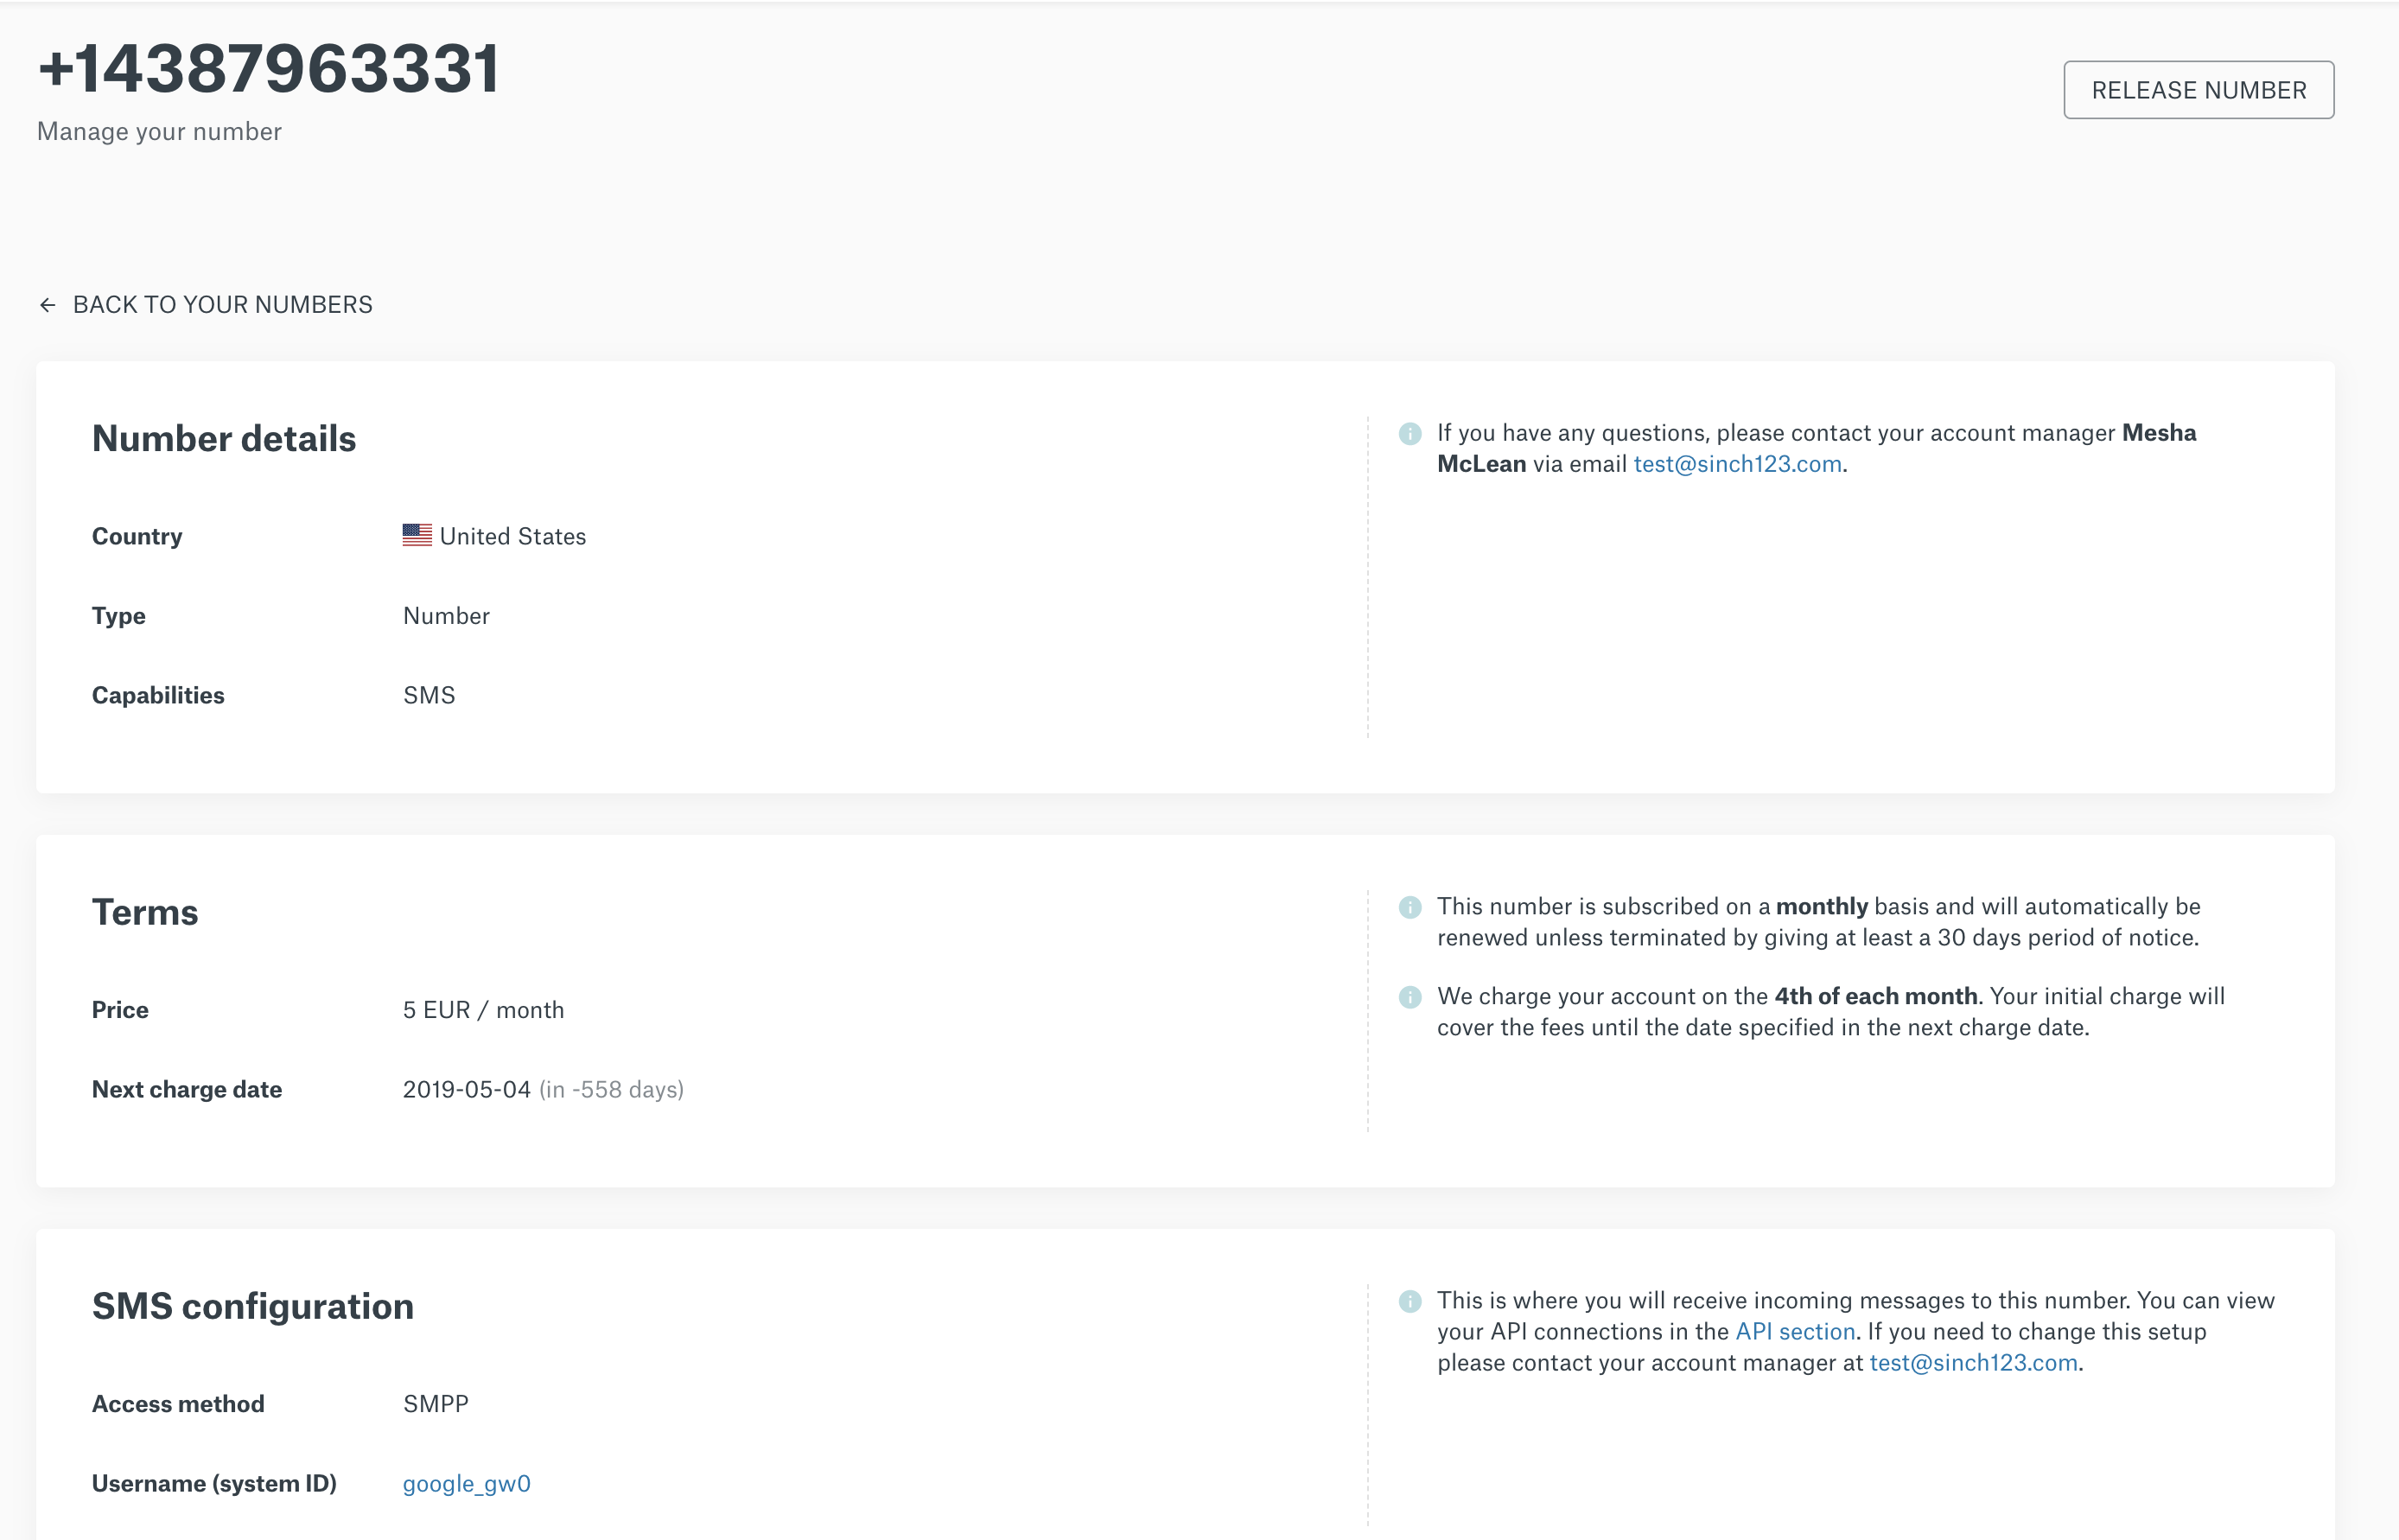 +14387963331
Manage your number
RELEASE NUMBER
← BACK TO YOUR NUMBERS
Number details
Country
United States
Type
Number
Capabilities
SMS
If you have any questions, please contact your account manager Mesha
McLean via email test@sinch123.com.
Terms
Price
5 EUR / month
Next charge date
2019-05-04 (in -558 days)
This number is subscribed on a monthly basis and will automatically be
renewed unless terminated by giving at least a 30 days period of notice.
We charge your account on the 4th of each month. Your initial charge will
cover the fees until the date specified in the next charge date.
SMS configuration
Access method
SMPP
Username (system ID)
google_gw0
This is where you will receive incoming messages to this number. You can view
your API connections in the API section. If you need to change this setup
please contact your account manager at test@sinch123.com.